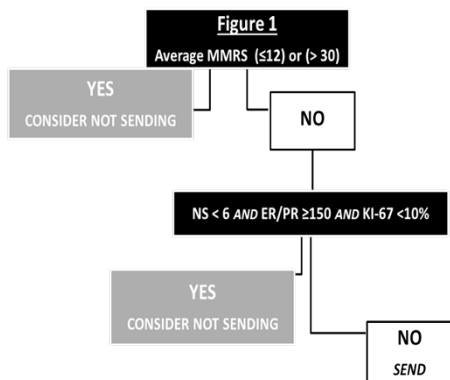 Figure 1
Average MMRS (≤12) or (> 30)
YES
CONSIDER NOT SENDING
NO
NS < 6 AND ER/PR ≥150 AND KI-67 <10%
YES
CONSIDER NOT SENDING
NO
SEND